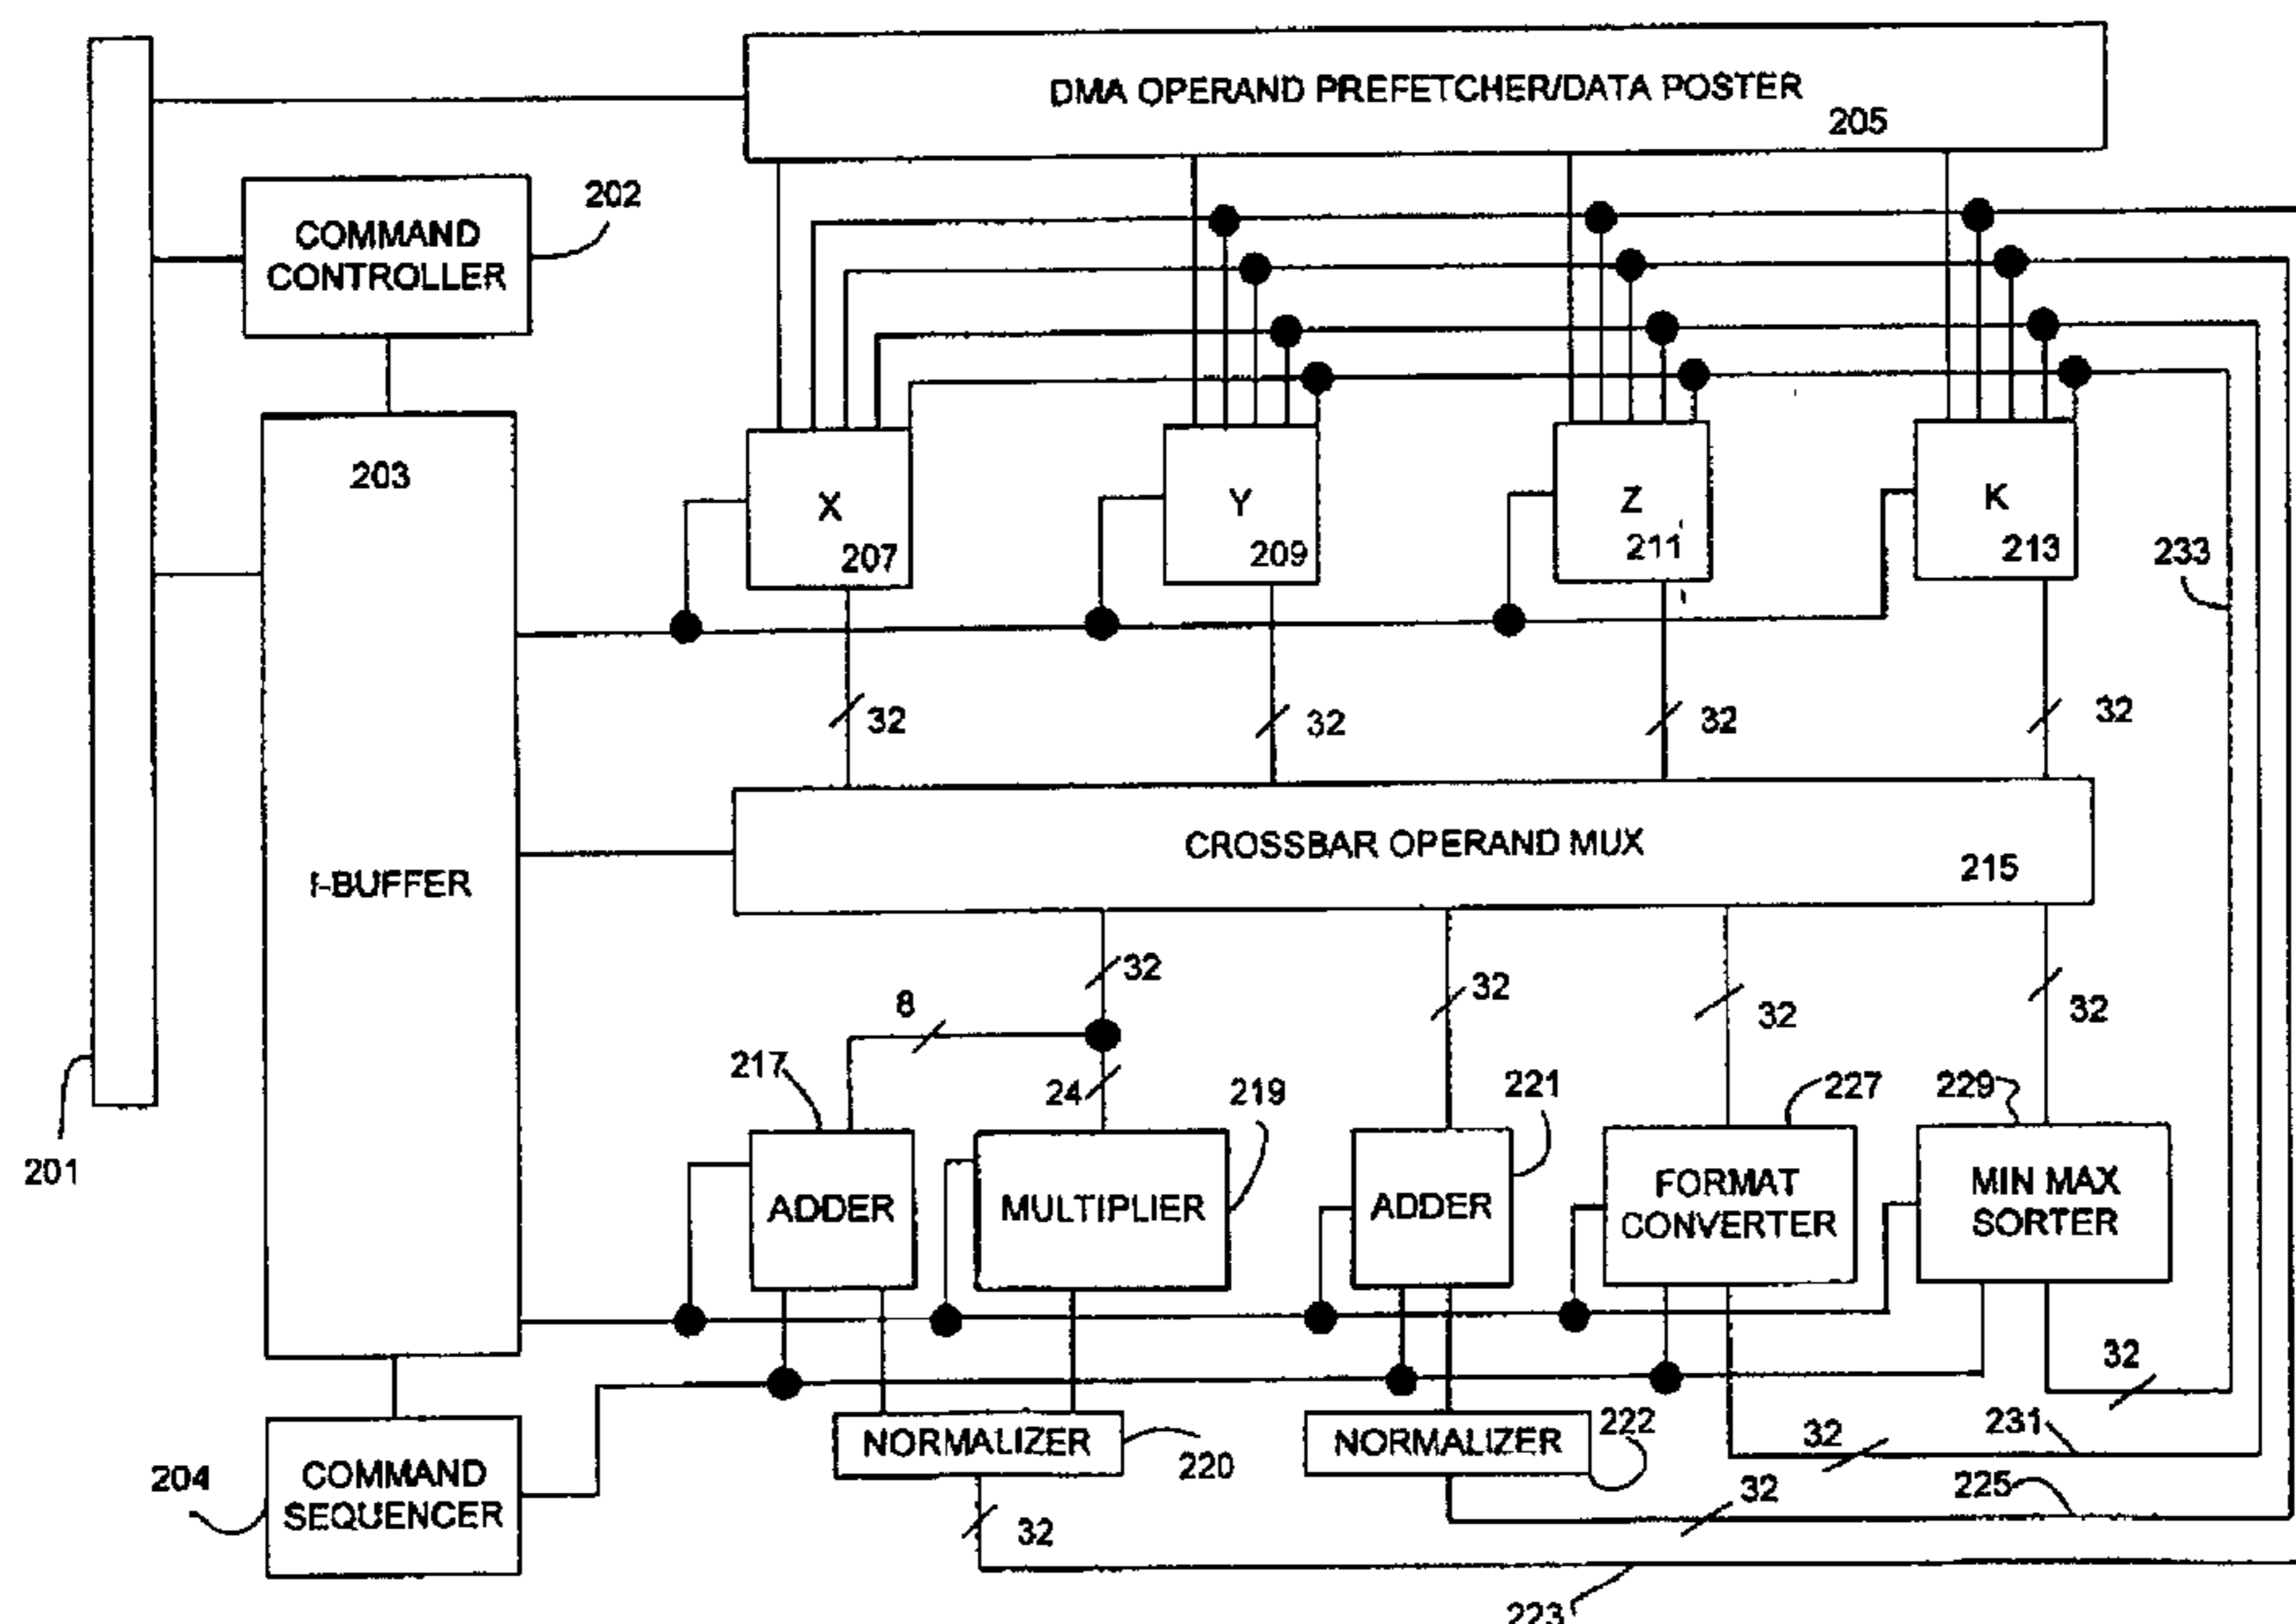 DMA OPERAND PREFETCHER/DATA POSTER
205
COMMAND
CONTROLLER
202
203
X
207
Y
209
Z
211
K
213
233
32
32
32
32
I-BUFFER
CROSSBAR OPERAND MUX
215
32
32
32
32
8
24
217
219
221
227
229
201
ADDER
MULTIPLIER
ADDER
FORMAT
CONVERTER
MIN MAX
SORTER
32
NORMALIZER
220
NORMALIZER
222
32
231
204
COMMAND
SEQUENCER
32
32
225
223